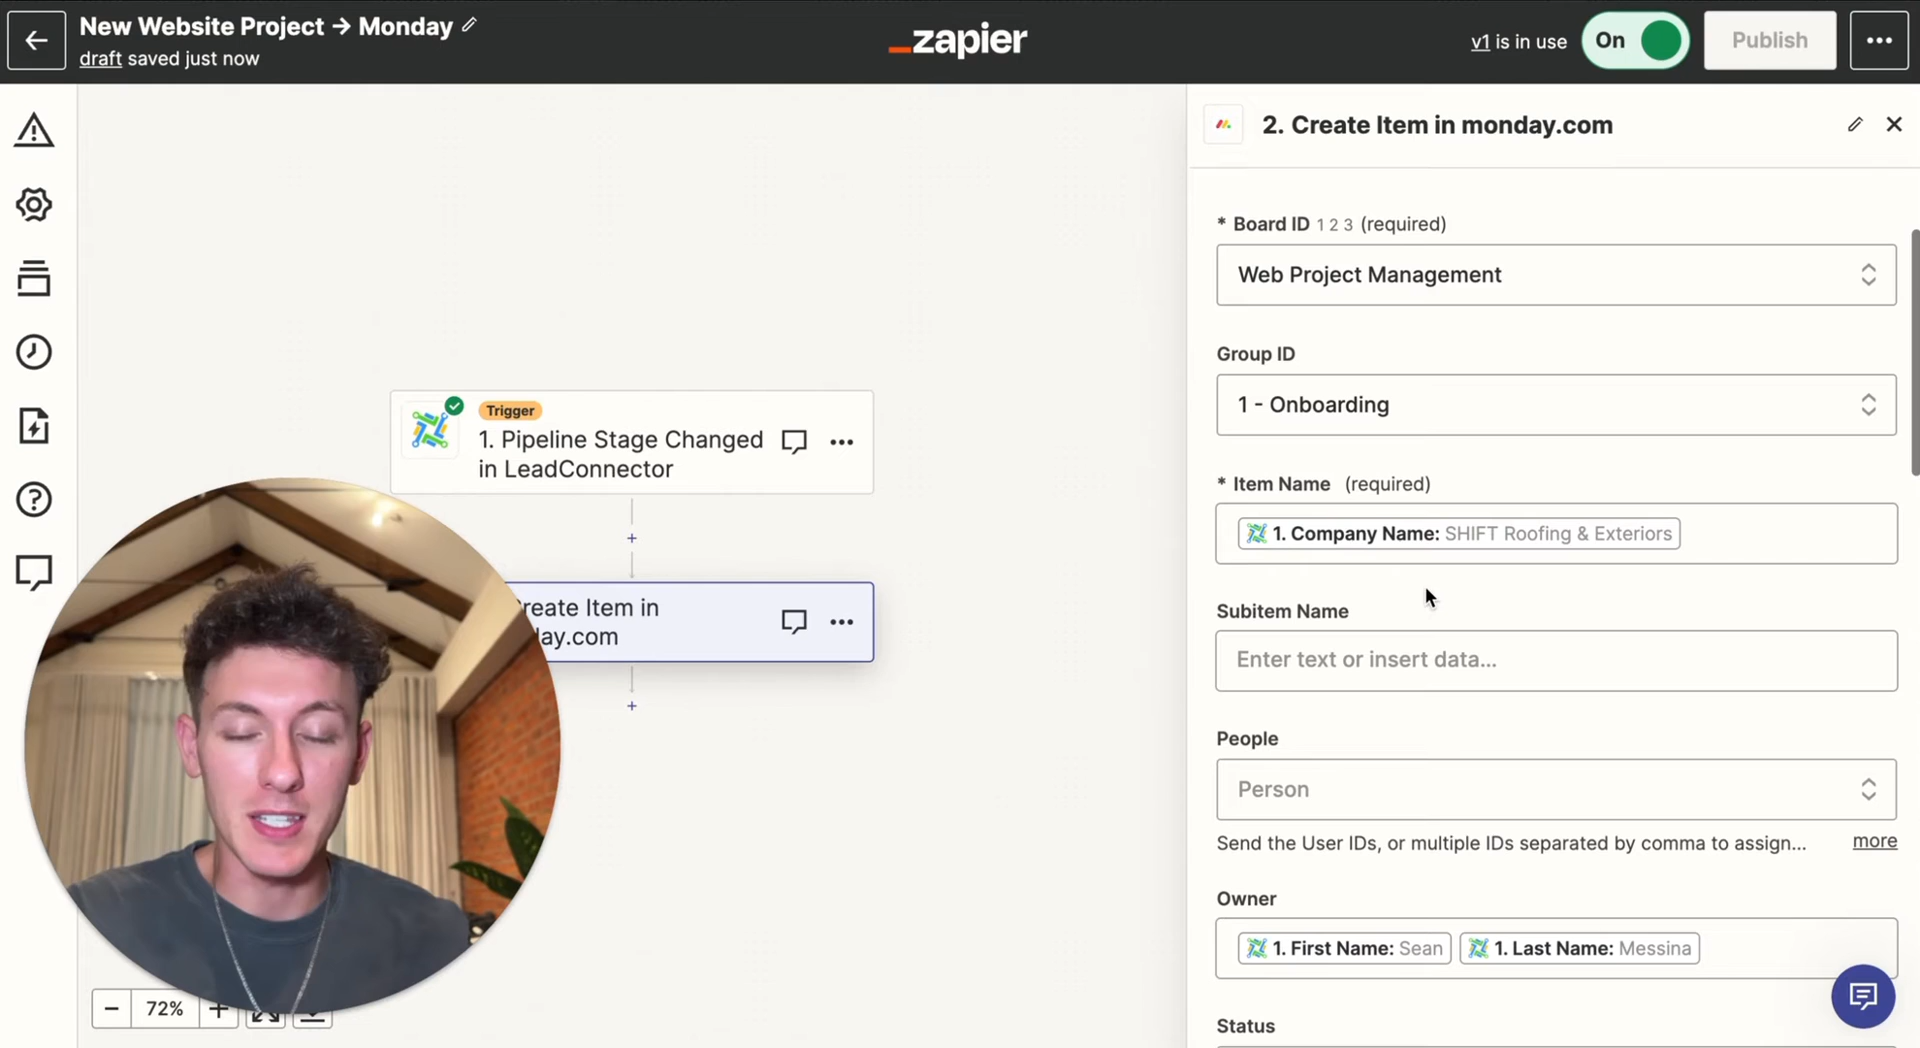 New Website Project → Monday
draft saved just now
zapier
v1 is in use
On
Publish
2. Create Item in monday.com
* Board ID 1 2 3 (required)
Web Project Management
Group ID
1 - Onboarding
* Item Name (required)
1. Company Name: SHIFT Roofing & Exteriors
Subitem Name
Enter text or insert data...
People
Person
Send the User IDs, or multiple IDs separated by comma to assign... more
Owner
1. First Name: Sean 1. Last Name: Messina
Status
Trigger
1. Pipeline Stage Changed
in LeadConnector
reate Item in
day.com
72%